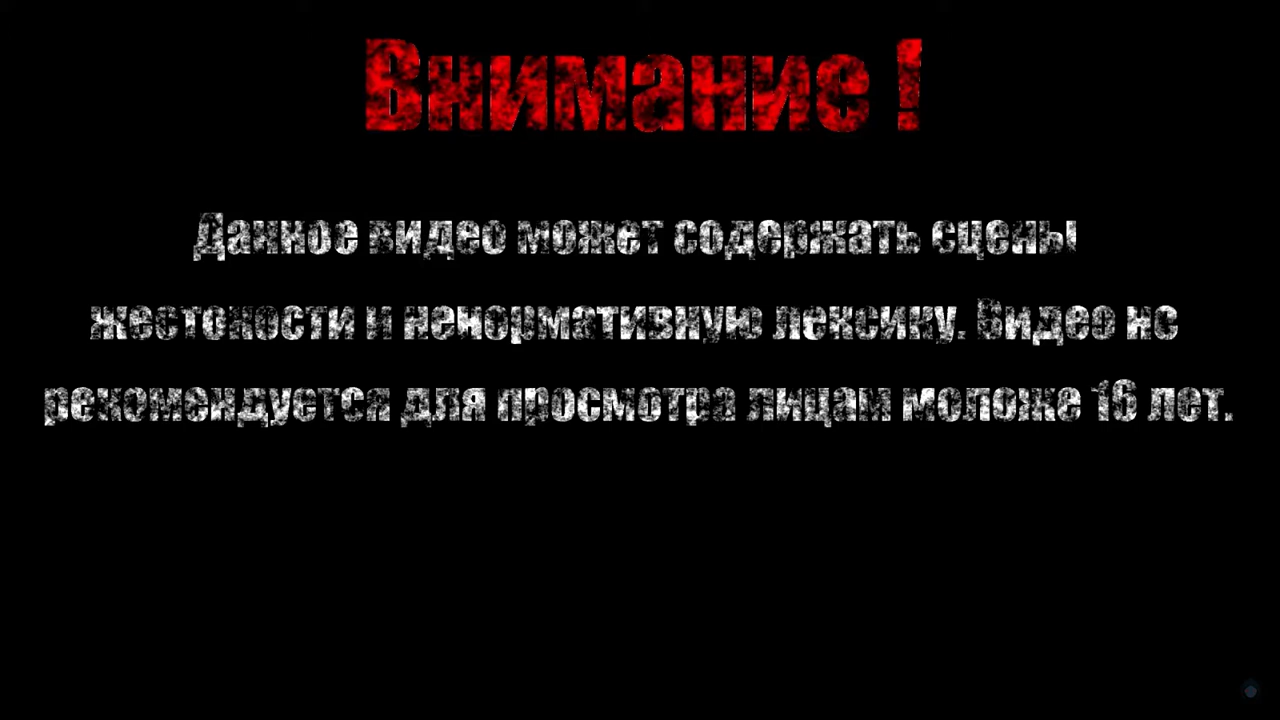 Внимание !
Данное видео может содержать сцены
жестокости и ненормативную лексику. Видео не
рекомендуется для просмотра лицам моложе 16 лет.